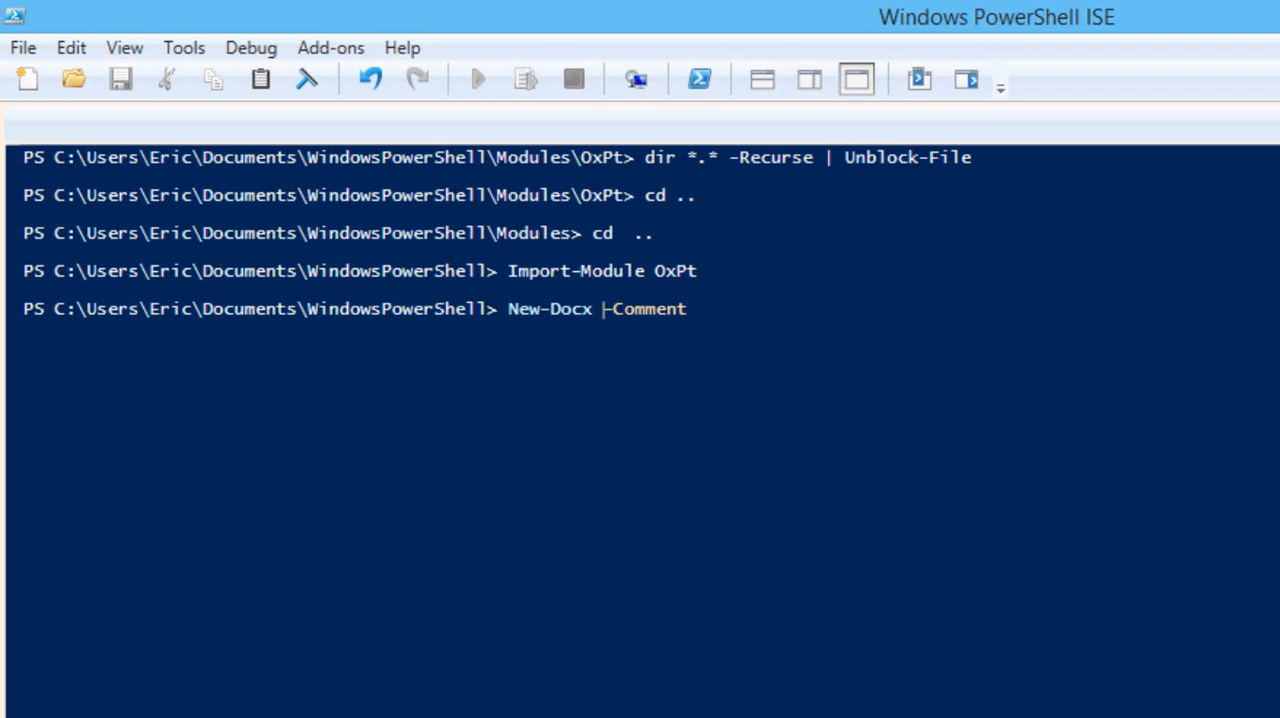 Windows PowerShell ISE
File Edit View Tools Debug Add-ons Help
PS C:\Users\Eric\Documents\WindowsPowerShell\Modules\OxPt> dir *.* -Recurse | Unblock-File
PS C:\Users\Eric\Documents\WindowsPowerShell\Modules\OxPt> cd ..
PS C:\Users\Eric\Documents\WindowsPowerShell\Modules> cd  ..
PS C:\Users\Eric\Documents\WindowsPowerShell> Import-Module OxPt
PS C:\Users\Eric\Documents\WindowsPowerShell> New-Docx -Comment